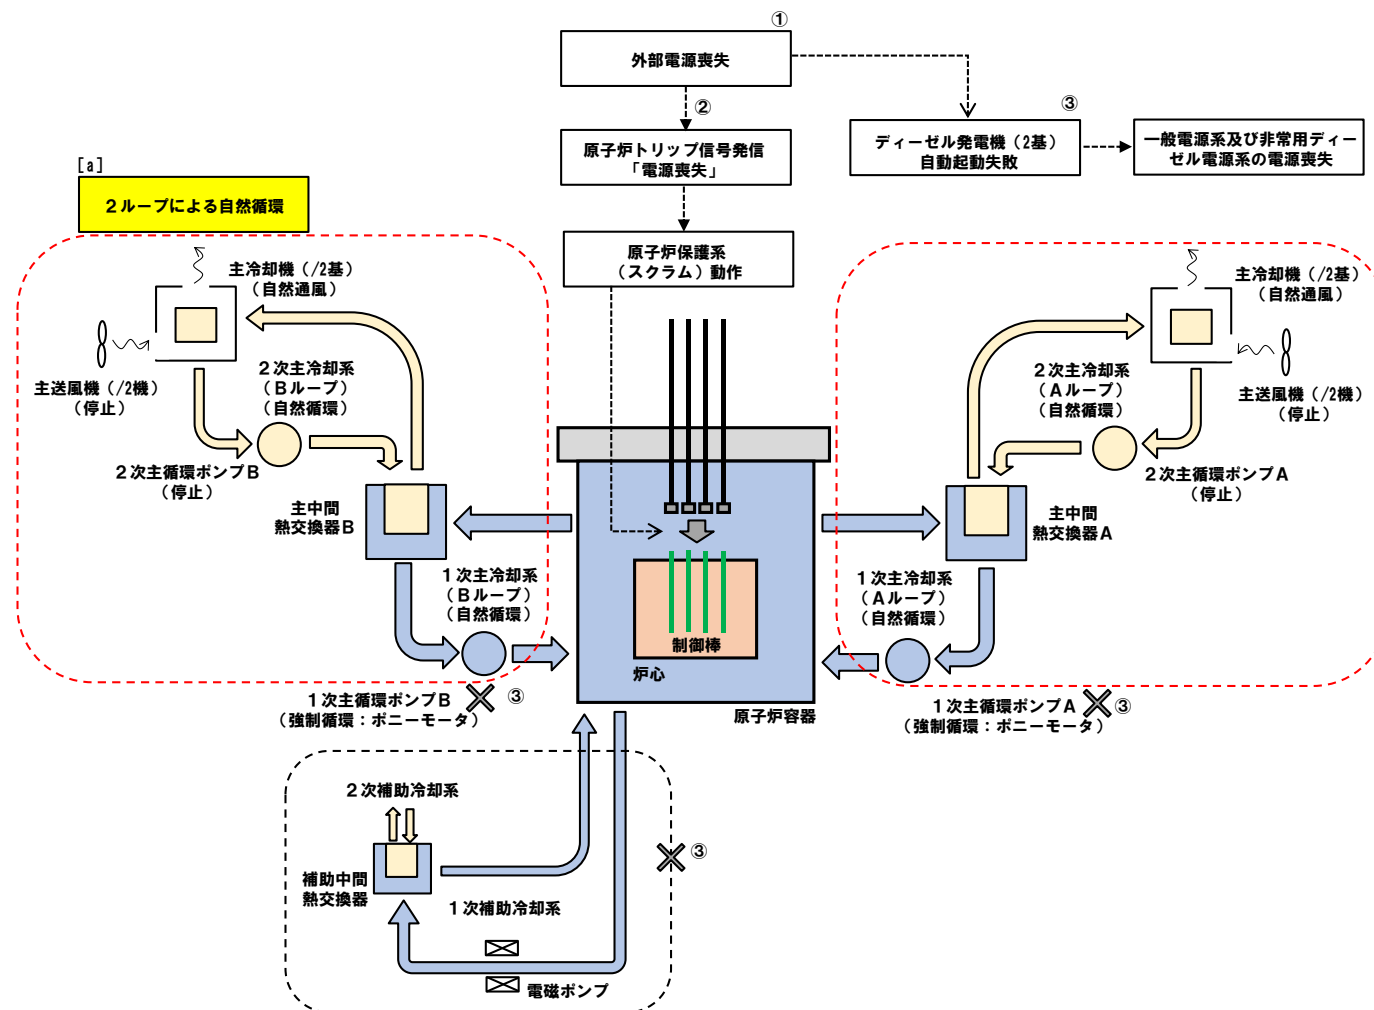 ①
外部電源喪失
②
③
原子炉トリップ信号発信
「電源喪失」
ディーゼル発電機（2基）
自動起動失敗
一般電源系及び非常用ディー
ゼル電源系の電源喪失
[a]
２ループによる自然循環
原子炉保護系
（スクラム）動作
主冷却機（/2基）
（自然通風）
主送風機（/2機）
（停止）
２次主冷却系
（Ｂループ）
（自然循環）
２次主循環ポンプＢ
（停止）
主中間
熱交換器Ｂ
１次主冷却系
（Ｂループ）
（自然循環）
１次主循環ポンプＢ
（強制循環：ポニーモータ）
③
制御棒
炉心
原子炉容器
主冷却機（/2基）
（自然通風）
主送風機（/2機）
（停止）
２次主冷却系
（Ａループ）
（自然循環）
２次主循環ポンプＡ
（停止）
主中間
熱交換器Ａ
１次主冷却系
（Ａループ）
（自然循環）
１次主循環ポンプＡ
（強制循環：ポニーモータ）
③
２次補助冷却系
③
補助中間
熱交換器
１次補助冷却系
電磁ポンプ